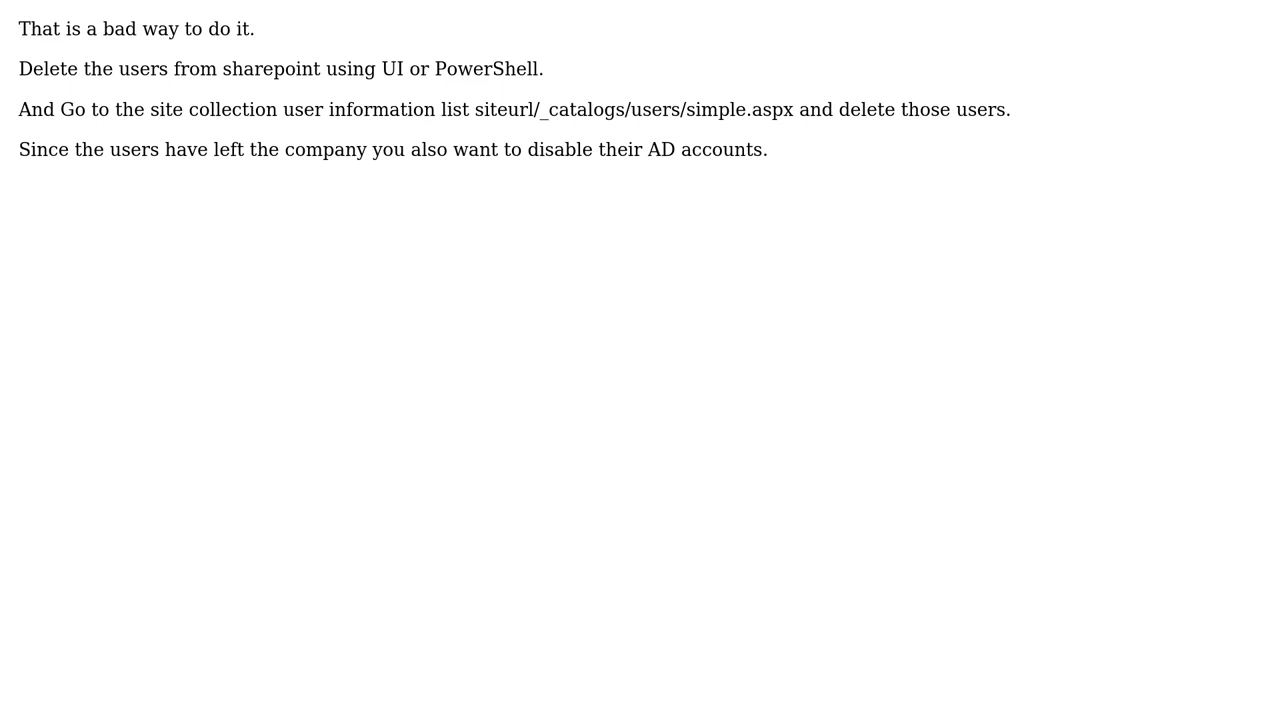 That is a bad way to do it.
Delete the users from sharepoint using UI or PowerShell.
And Go to the site collection user information list siteurl/_catalogs/users/simple.aspx and delete those users.
Since the users have left the company you also want to disable their AD accounts.